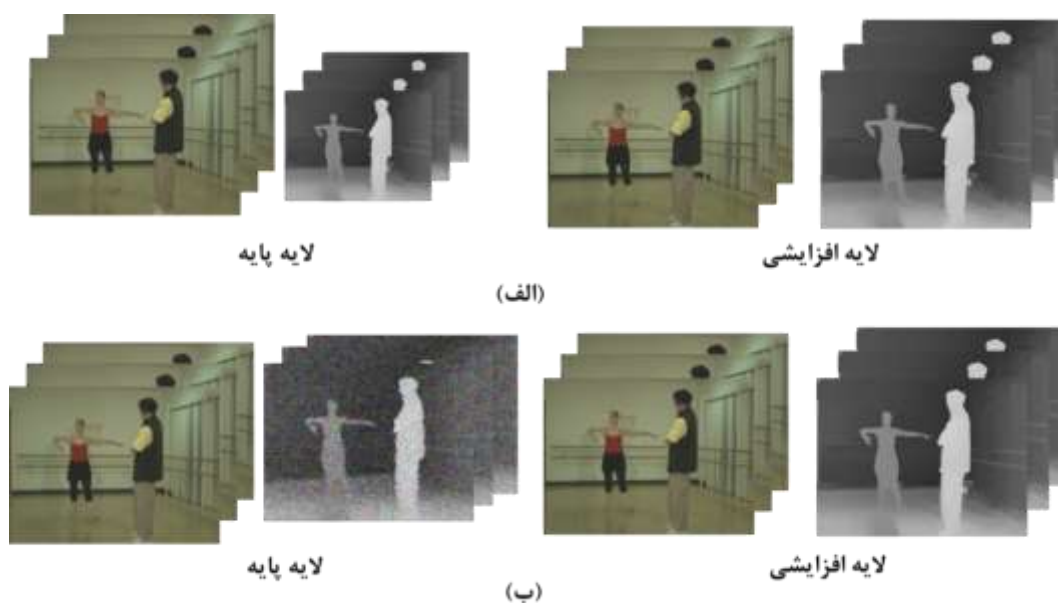 لایه پایه
لایه افزایشی
(الف)
لایه پایه
لایه افزایشی
(ب)